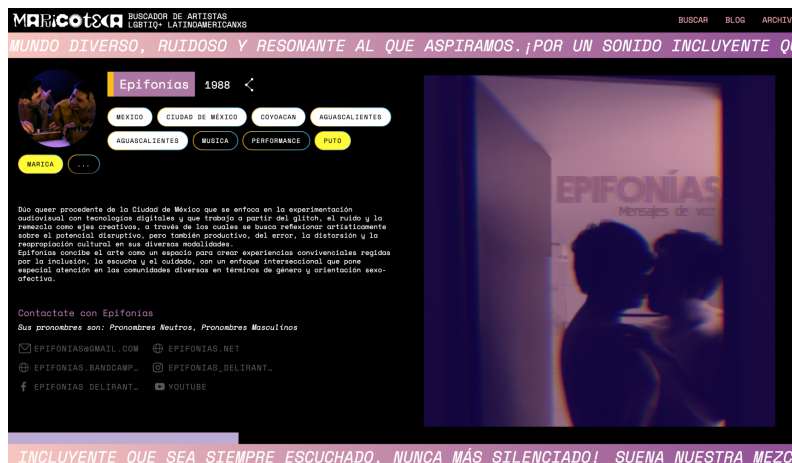 MARICOTECA
BUSCADOR DE ARTISTAS
LGBTIQ+ LATINOAMERICANXS
BUSCAR BLOG ARCHIV
MUNDO DIVERSO, RUIDOSO Y RESONANTE AL QUE ASPIRAMOS.¡POR UN SONIDO INCLUYENTE QU
Epifonías 1988
MEXICO CIUDAD DE MÉXICO COYOACAN AGUASCALIENTES
AGUASCALIENTES MUSICA PERFORMANCE PUTO
MARICA ...
Dúo queer procedente de la Ciudad de México que se enfoca en la experimentación
audiovisual con tecnologías digitales y que trabaja a partir del glitch, el ruido y la
remezcla como ejes creativos, a través de los cuales se busca reflexionar artísticamente
sobre el potencial disruptivo, pero también productivo, del error, la distorsión y la
reapropiación cultural en sus diversas modalidades.
Epifonías concibe el arte como un espacio para crear experiencias convivenciales regidas
por la inclusión, la escucha y el cuidado, con un enfoque interseccional que pone
especial atención en las comunidades diversas en términos de género y orientación sexo-
afectiva.
Contactate con Epifonías
Sus pronombres son: Pronombres Neutros, Pronombres Masculinos
EPIFONIAS@GMAIL.COM EPIFONIAS.NET
EPIFONIAS.BANDCAMP… EPIFONIAS_DELIRANT…
EPIFONIAS DELIRANT… YOUTUBE
EPIFONÍAS
Mensajes de voz
INCLUYENTE QUE SEA SIEMPRE ESCUCHADO, NUNCA MÁS SILENCIADO! SUENA NUESTRA MEZC